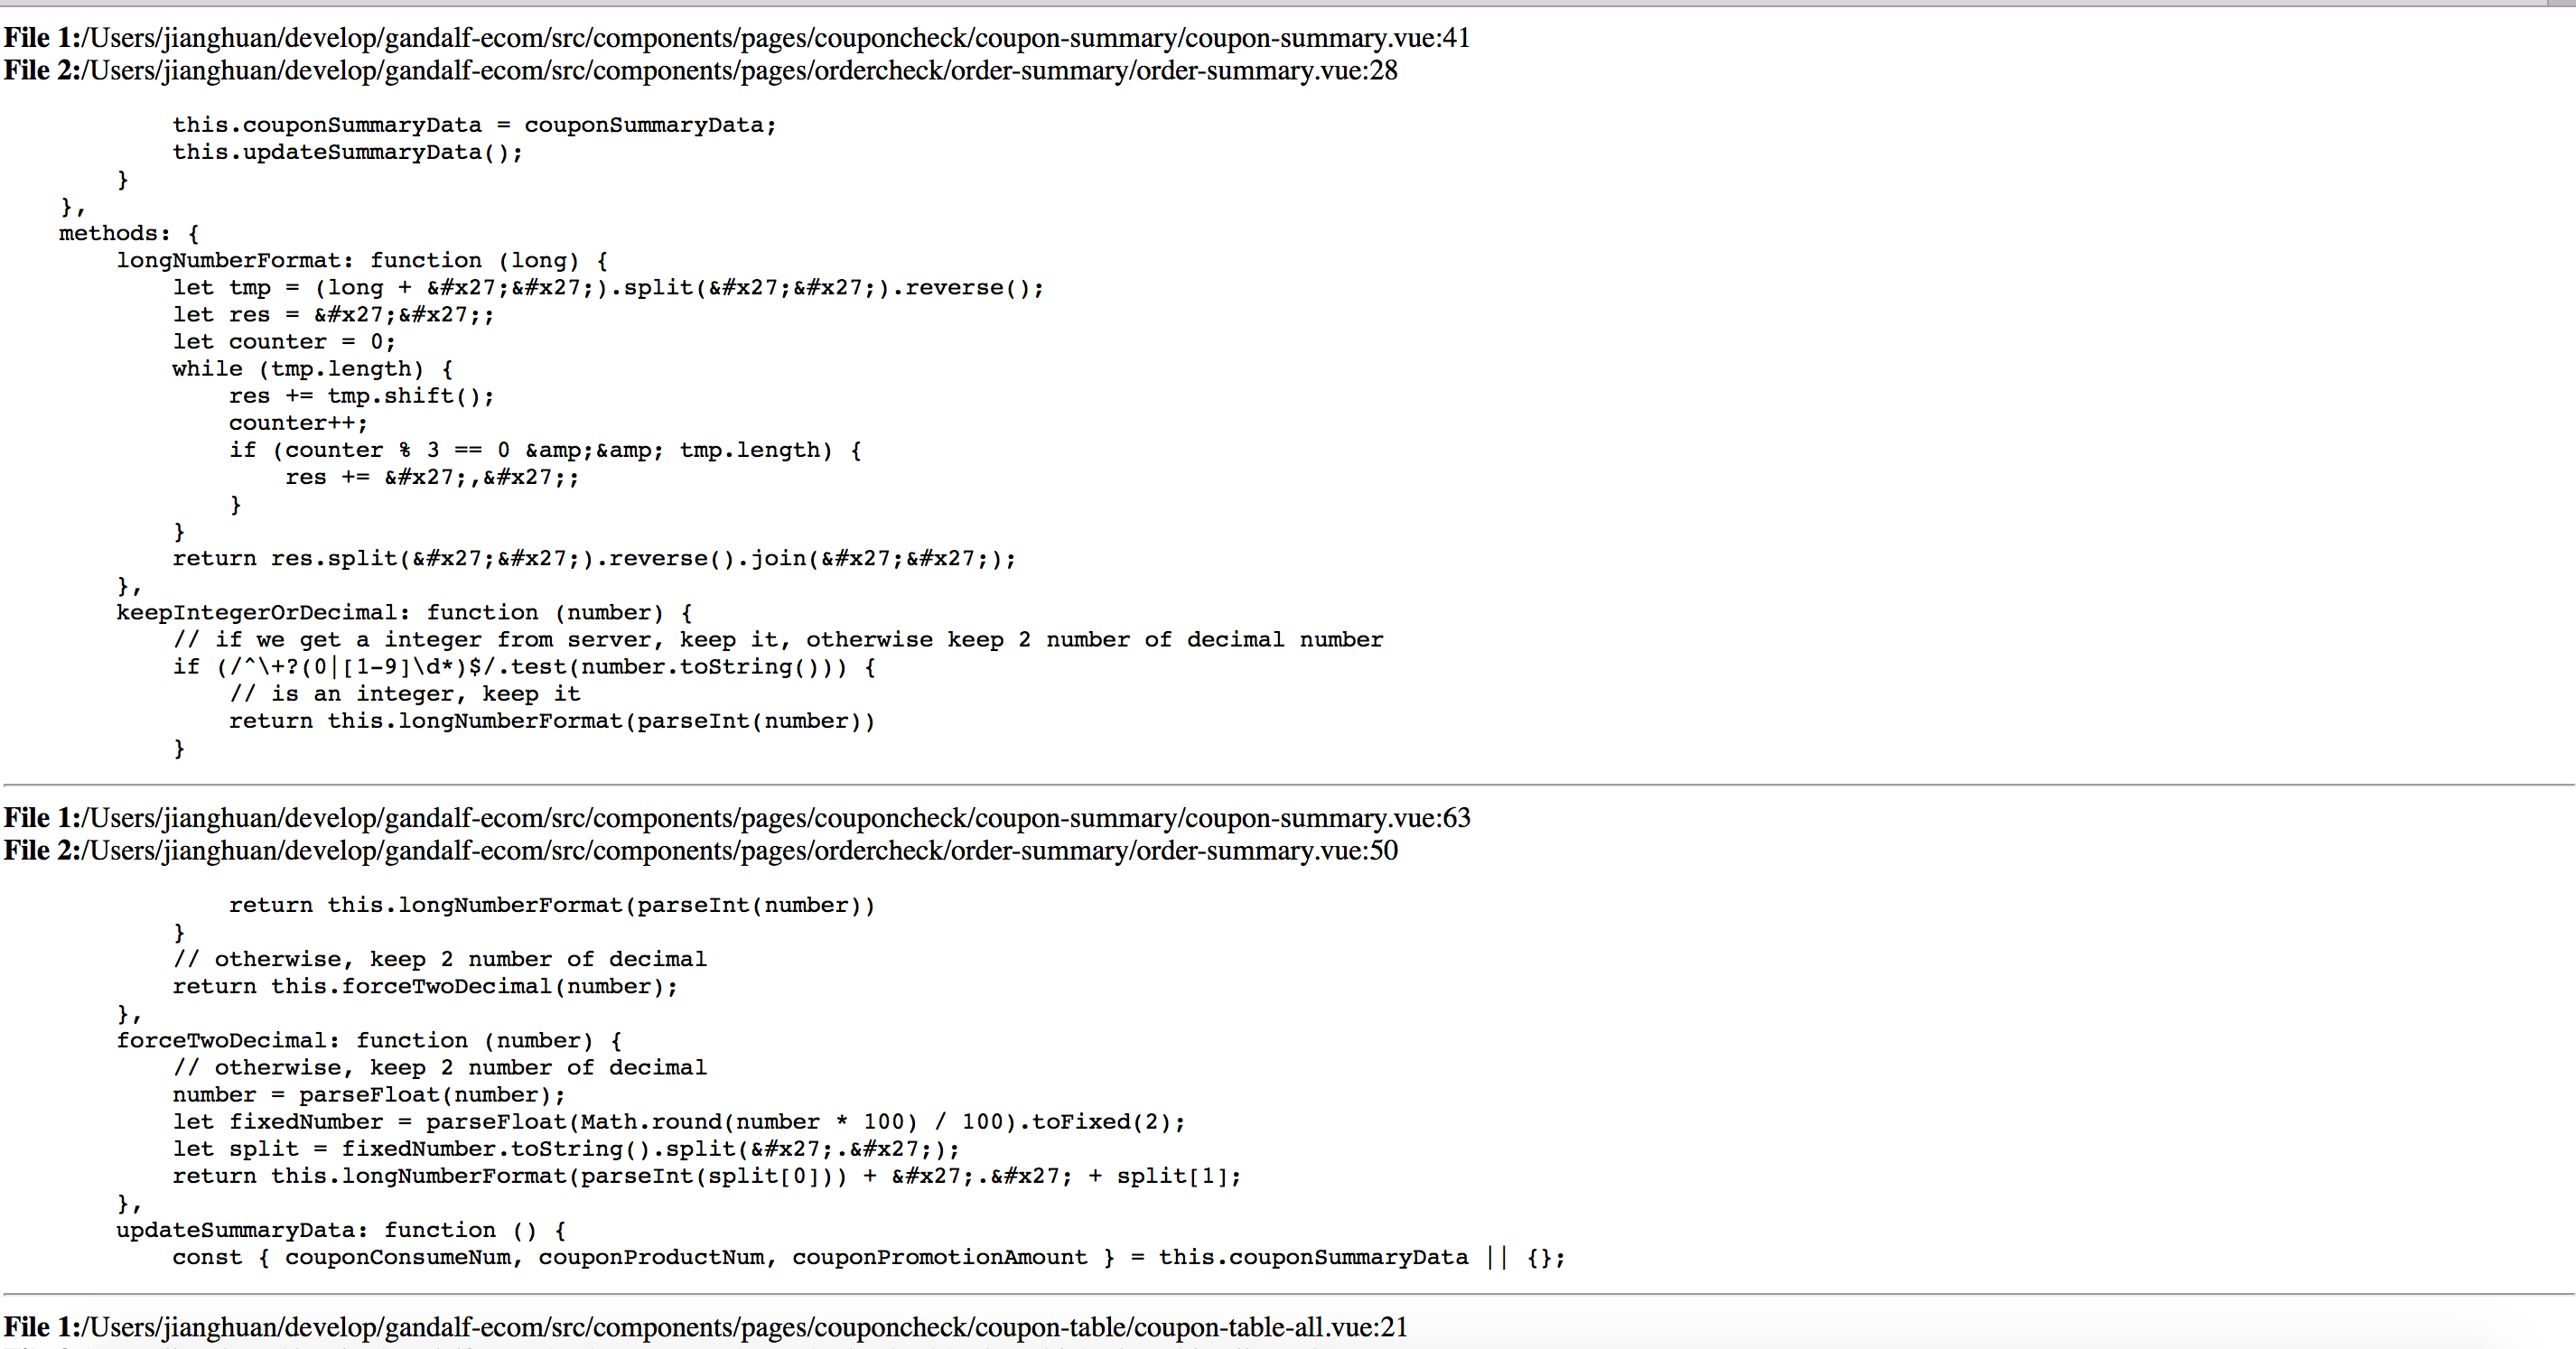 File 1:/Users/jianghuan/develop/gandalf-ecom/src/components/pages/couponcheck/coupon-summary/coupon-summary.vue:41
File 2:/Users/jianghuan/develop/gandalf-ecom/src/components/pages/ordercheck/order-summary/order-summary.vue:28
            this.couponSummaryData = couponSummaryData;
            this.updateSummaryData();
        }
    },
    methods: {
        longNumberFormat: function (long) {
            let tmp = (long + &#x27;&#x27;).split(&#x27;&#x27;).reverse();
            let res = &#x27;&#x27;;
            let counter = 0;
            while (tmp.length) {
                res += tmp.shift();
                counter++;
                if (counter % 3 == 0 &amp;&amp; tmp.length) {
                    res += &#x27;,&#x27;;
                }
            }
            return res.split(&#x27;&#x27;).reverse().join(&#x27;&#x27;);
        },
        keepIntegerOrDecimal: function (number) {
            // if we get a integer from server, keep it, otherwise keep 2 number of decimal number
            if (/^\+?(0|[1-9]\d*)$/.test(number.toString())) {
                // is an integer, keep it
                return this.longNumberFormat(parseInt(number))
            }
File 1:/Users/jianghuan/develop/gandalf-ecom/src/components/pages/couponcheck/coupon-summary/coupon-summary.vue:63
File 2:/Users/jianghuan/develop/gandalf-ecom/src/components/pages/ordercheck/order-summary/order-summary.vue:50
                return this.longNumberFormat(parseInt(number))
            }
            // otherwise, keep 2 number of decimal
            return this.forceTwoDecimal(number);
        },
        forceTwoDecimal: function (number) {
            // otherwise, keep 2 number of decimal
            number = parseFloat(number);
            let fixedNumber = parseFloat(Math.round(number * 100) / 100).toFixed(2);
            let split = fixedNumber.toString().split(&#x27;.&#x27;);
            return this.longNumberFormat(parseInt(split[0])) + &#x27;.&#x27; + split[1];
        },
        updateSummaryData: function () {
            const { couponConsumeNum, couponProductNum, couponPromotionAmount } = this.couponSummaryData || {};
File 1:/Users/jianghuan/develop/gandalf-ecom/src/components/pages/couponcheck/coupon-table/coupon-table-all.vue:21